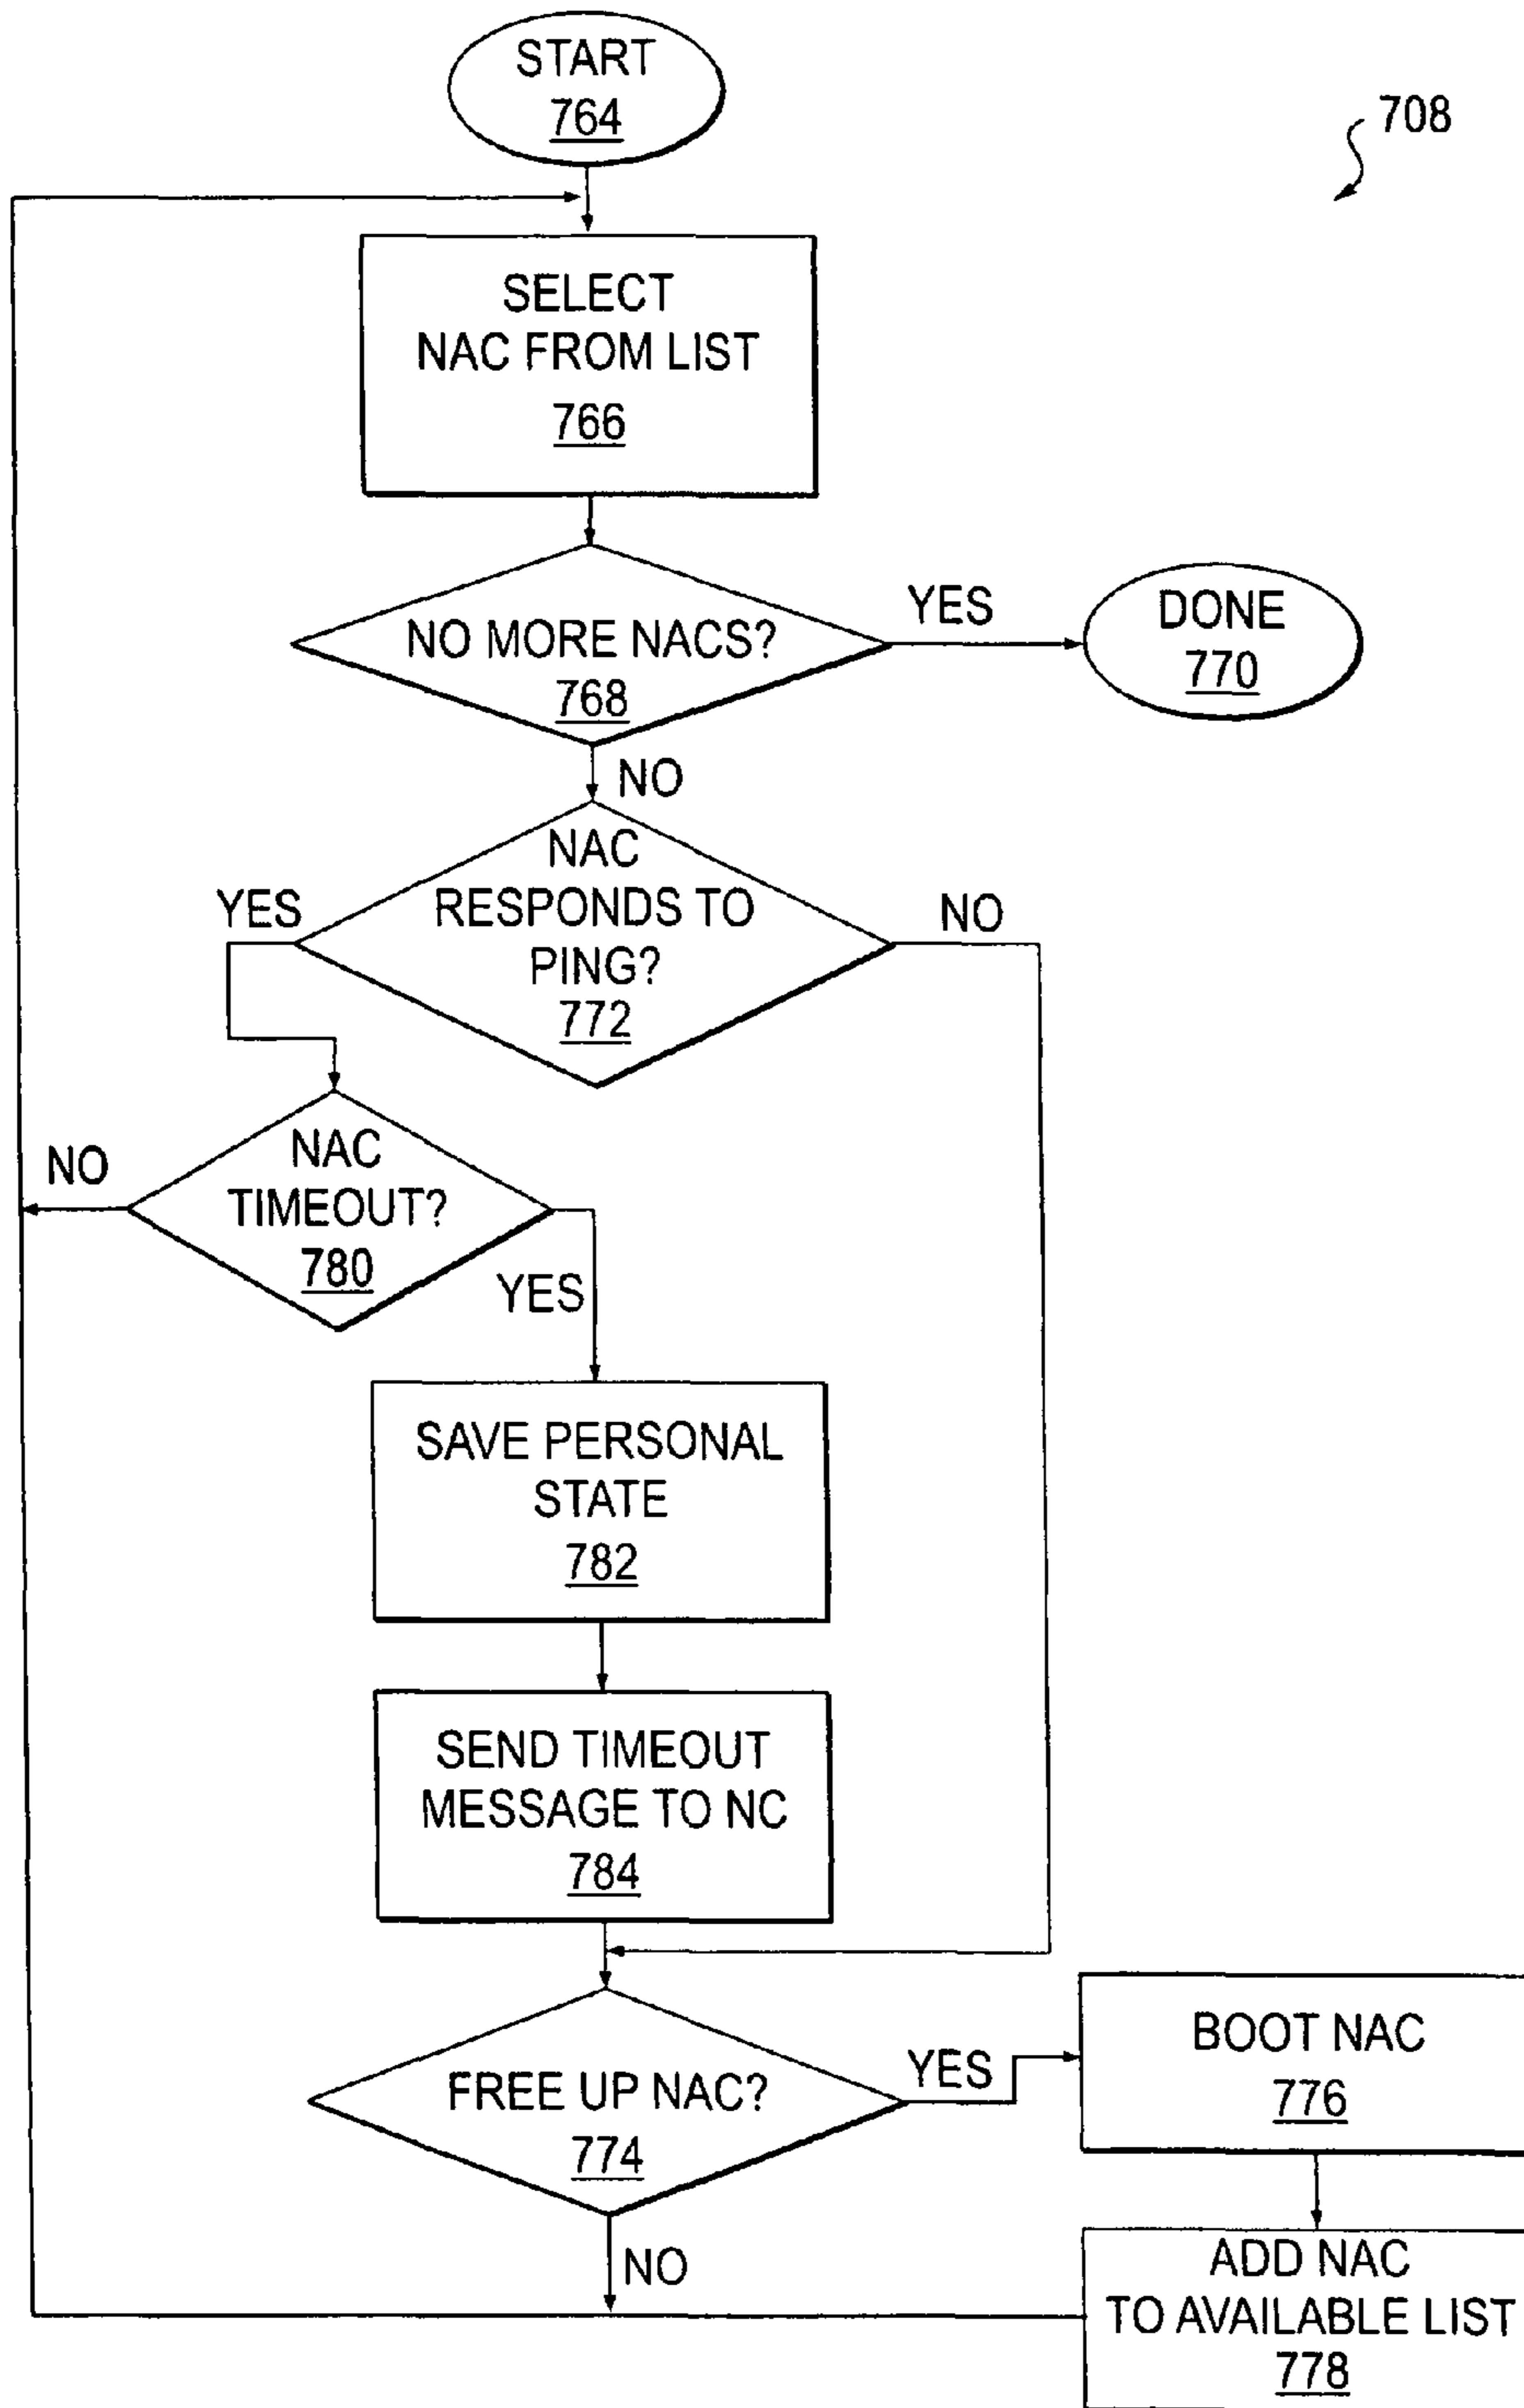 START
764
708
SELECT
NAC FROM LIST
766
NO MORE NACS?
768
YES
DONE
770
NO
NAC
RESPONDS TO
PING?
772
YES
NO
NAC
TIMEOUT?
780
NO
YES
SAVE PERSONAL
STATE
782
SEND TIMEOUT
MESSAGE TO NC
784
FREE UP NAC?
774
YES
BOOT NAC
776
NO
ADD NAC
TO AVAILABLE LIST
778